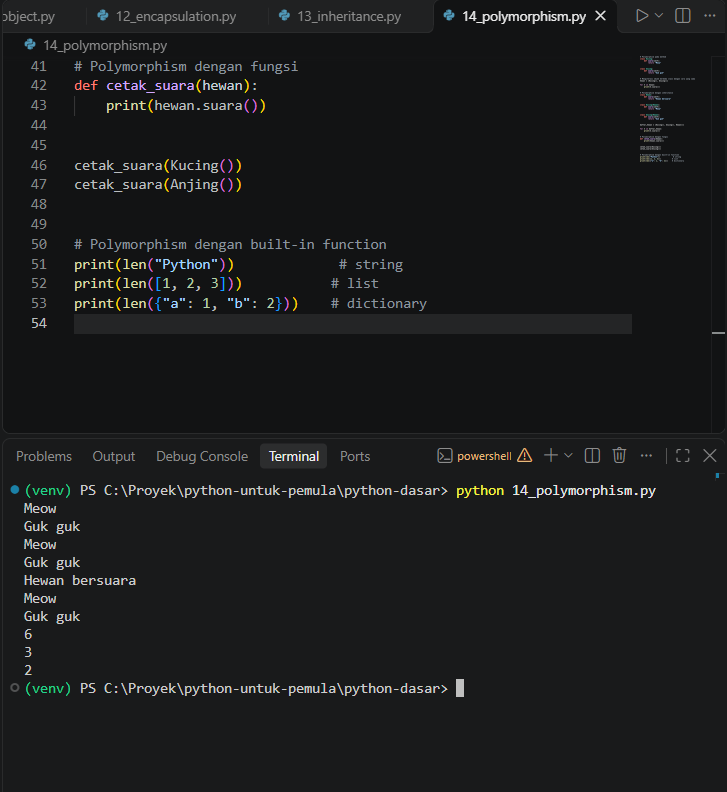 object.py 12_encapsulation.py 13_inheritance.py 14_polymorphism.py
14_polymorphism.py
41 # Polymorphism dengan fungsi
42 def cetak_suara(hewan):
43     print(hewan.suara())
44
45
46 cetak_suara(Kucing())
47 cetak_suara(Anjing())
48
49
50 # Polymorphism dengan built-in function
51 print(len("Python"))             # string
52 print(len([1, 2, 3]))           # list
53 print(len({"a": 1, "b": 2}))    # dictionary
54
Problems Output Debug Console Terminal Ports powershell
(venv) PS C:\Proyek\python-untuk-pemula\python-dasar> python 14_polymorphism.py
Meow
Guk guk
Meow
Guk guk
Hewan bersuara
Meow
Guk guk
6
3
2
(venv) PS C:\Proyek\python-untuk-pemula\python-dasar>